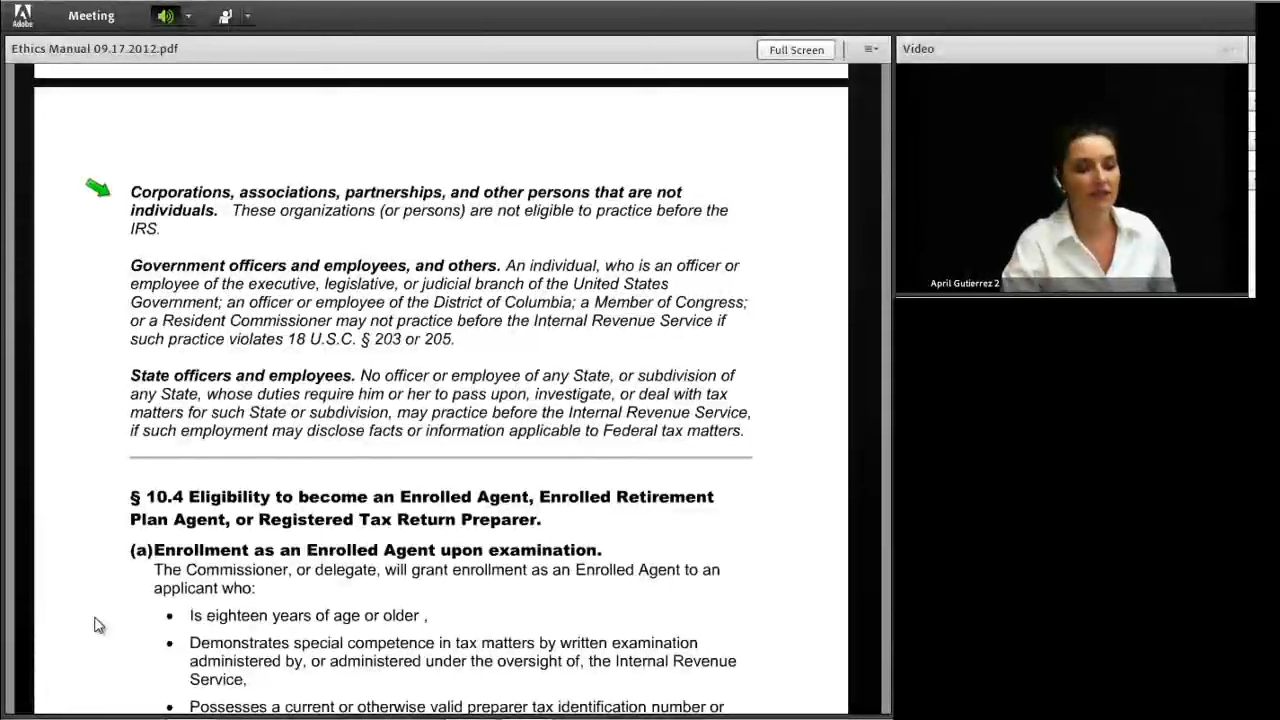 Adobe
Meeting
Ethics Manual 09.17.2012.pdf
Full Screen
Video
Corporations, associations, partnerships, and other persons that are not
individuals. These organizations (or persons) are not eligible to practice before the
IRS.
Government officers and employees, and others. An individual, who is an officer or
employee of the executive, legislative, or judicial branch of the United States
Government; an officer or employee of the District of Columbia; a Member of Congress;
or a Resident Commissioner may not practice before the Internal Revenue Service if
such practice violates 18 U.S.C. § 203 or 205.
State officers and employees. No officer or employee of any State, or subdivision of
any State, whose duties require him or her to pass upon, investigate, or deal with tax
matters for such State or subdivision, may practice before the Internal Revenue Service,
if such employment may disclose facts or information applicable to Federal tax matters.
§ 10.4 Eligibility to become an Enrolled Agent, Enrolled Retirement
Plan Agent, or Registered Tax Return Preparer.
(a)Enrollment as an Enrolled Agent upon examination.
The Commissioner, or delegate, will grant enrollment as an Enrolled Agent to an
applicant who:
• Is eighteen years of age or older ,
• Demonstrates special competence in tax matters by written examination
administered by, or administered under the oversight of, the Internal Revenue
Service,
• Possesses a current or otherwise valid preparer tax identification number or
April Gutierrez 2